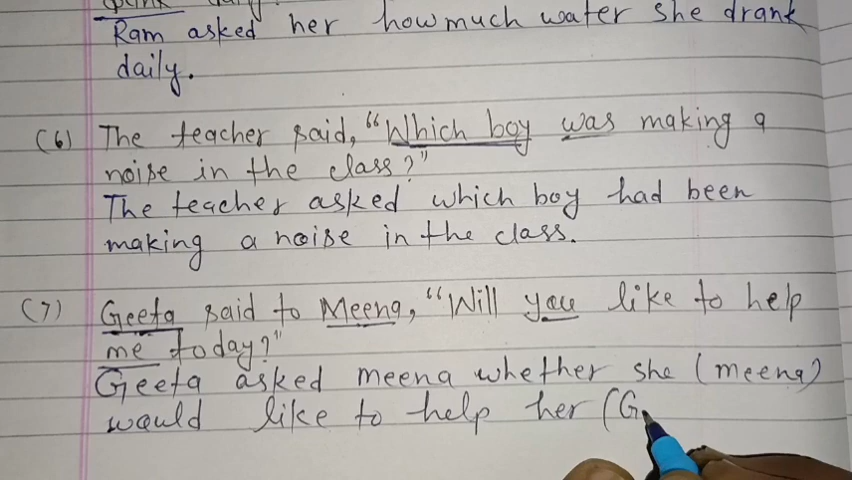 Ram asked her how much water she drank
daily.
(6) The teacher said, "Which boy was making a
noise in the class?"
The teacher asked which boy had been
making a noise in the class.
(7) Geeta said to Meena, "Will you like to help
me today?"
Geeta asked meena whether she (meena)
would like to help her (G